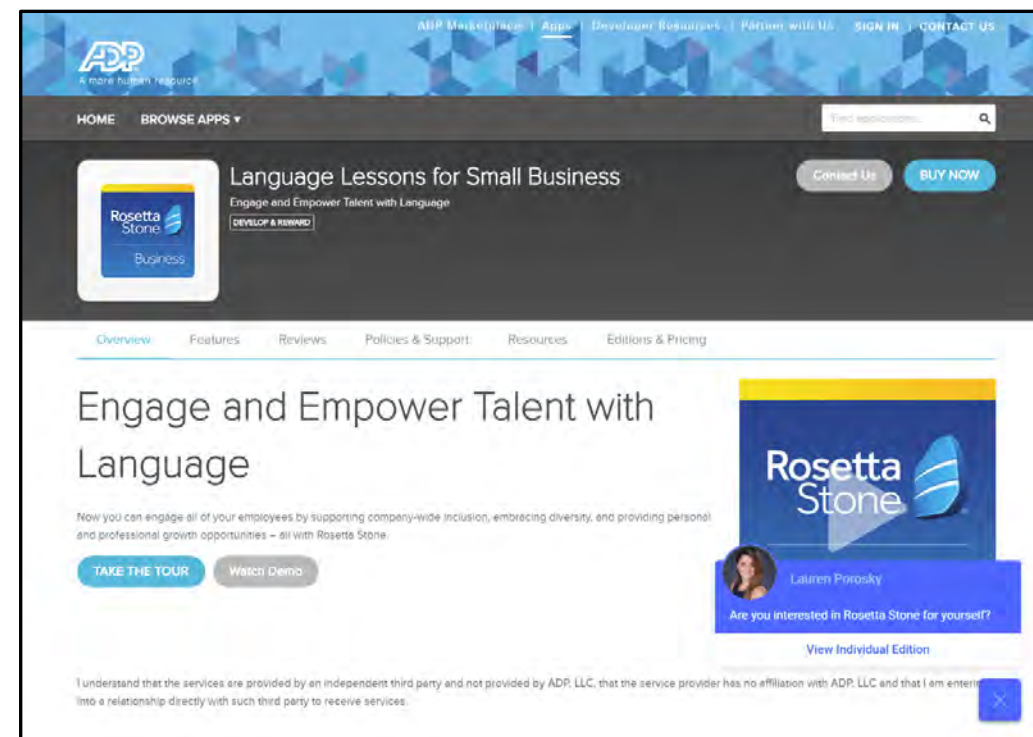 ADP Marketplace | Apps | Developer Resources | Partner with Us SIGN IN | CONTACT US
ADP
A more human resource.
HOME BROWSE APPS ▾
Find applications...
Rosetta
Stone
Business
Language Lessons for Small Business
Engage and Empower Talent with Language
DEVELOP & REWARD
Contact Us BUY NOW
Overview Features Reviews Policies & Support Resources Editions & Pricing
Engage and Empower Talent with
Language
Now you can engage all of your employees by supporting company-wide inclusion, embracing diversity, and providing personal
and professional growth opportunities – all with Rosetta Stone.
TAKE THE TOUR Watch Demo
Rosetta
Stone
Lauren Porosky
Are you interested in Rosetta Stone for yourself?
View Individual Edition
I understand that the services are provided by an independent third party and not provided by ADP, LLC, that the service provider has no affiliation with ADP, LLC and that I am
into a relationship directly with such third party to receive services.